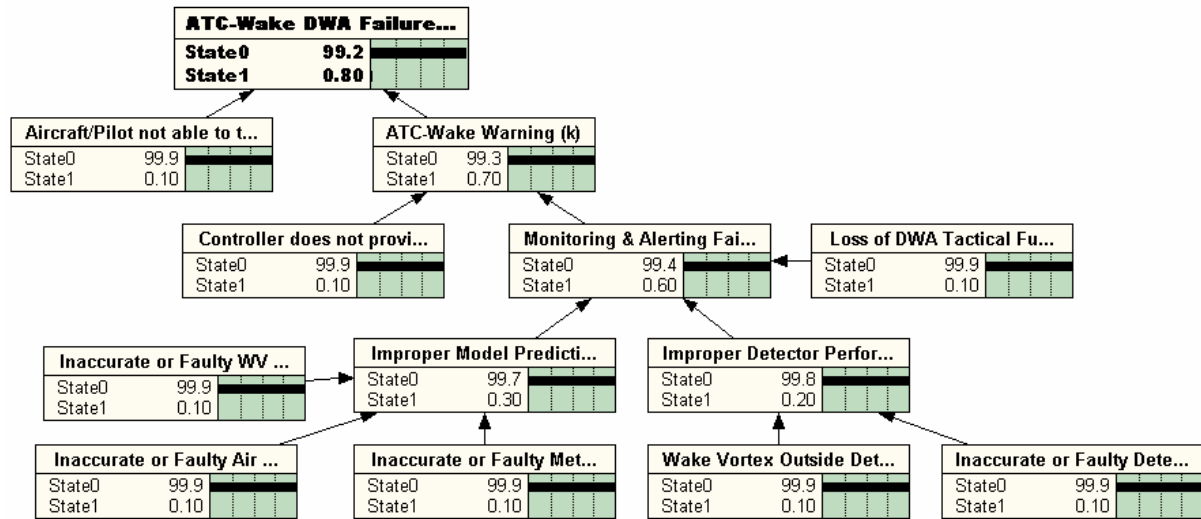 ATC-Wake DWA Failure...
State0 99.2
State1 0.80
Aircraft/Pilot not able to t...
State0 99.9
State1 0.10
ATC-Wake Warning (k)
State0 99.3
State1 0.70
Controller does not provi...
State0 99.9
State1 0.10
Monitoring & Alerting Fai...
State0 99.4
State1 0.60
Loss of DWA Tactical Fu...
State0 99.9
State1 0.10
Inaccurate or Faulty WV ...
State0 99.9
State1 0.10
Improper Model Predicti...
State0 99.7
State1 0.30
Improper Detector Perfor...
State0 99.8
State1 0.20
Inaccurate or Faulty Air ...
State0 99.9
State1 0.10
Inaccurate or Faulty Met...
State0 99.9
State1 0.10
Wake Vortex Outside Det...
State0 99.9
State1 0.10
Inaccurate or Faulty Dete...
State0 99.9
State1 0.10